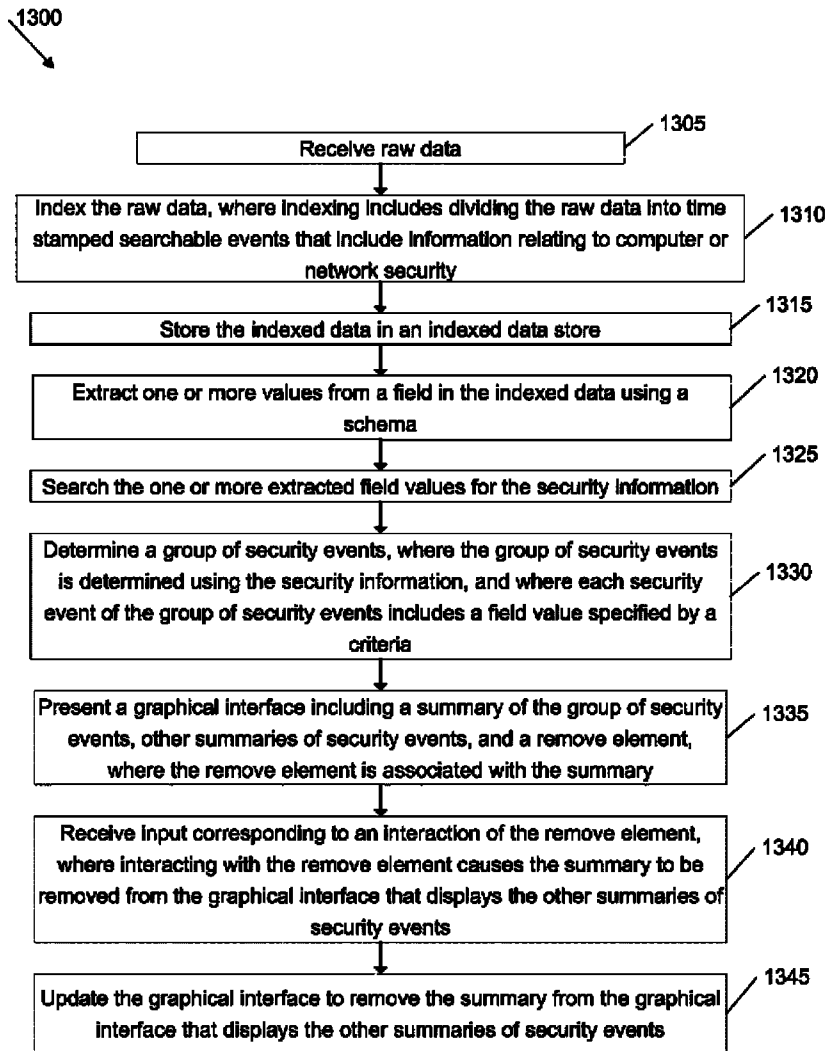 1300
Receive raw data
1305
Index the raw data, where indexing includes dividing the raw data into time
stamped searchable events that include information relating to computer or
network security
1310
Store the indexed data in an indexed data store
1315
Extract one or more values from a field in the indexed data using a
schema
1320
Search the one or more extracted field values for the security information
1325
Determine a group of security events, where the group of security events
is determined using the security information, and where each security
event of the group of security events includes a field value specified by a
criteria
1330
Present a graphical interface including a summary of the group of security
events, other summaries of security events, and a remove element,
where the remove element is associated with the summary
1335
Receive input corresponding to an interaction of the remove element,
where interacting with the remove element causes the summary to be
removed from the graphical interface that displays the other summaries of
security events
1340
Update the graphical interface to remove the summary from the graphical
interface that displays the other summaries of security events
1345